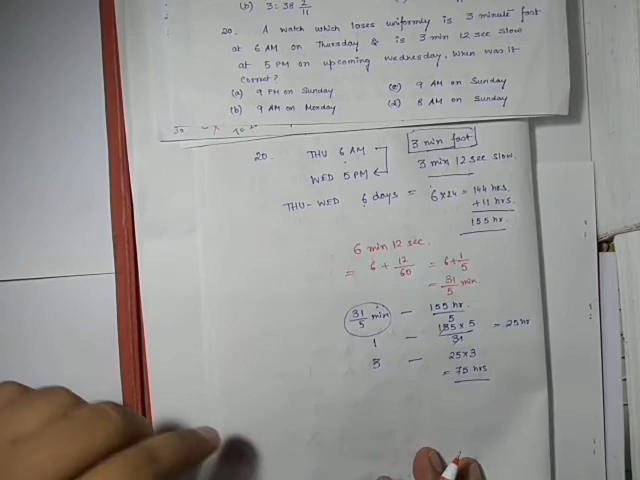 (b) 3:38 2/11
20. A watch which loses uniformly is 3 minute fast
at 6 AM on Thursday & is 3 min 12 sec slow
at 5 PM on upcoming Wednesday. When was it
correct?
(a) 9 PM on Sunday (c) 9 AM on Sunday
(b) 9 AM on Monday (d) 8 AM on Sunday
20. THU 6 AM 3 min fast
WED 5 PM 3 min 12 sec slow.
THU-WED 6 days = 6×24 = 144 hrs.
+11 hrs.
155 hr.
6 min 12 sec.
= 6 + 12/60 = 6+1/5
= 31/5 min.
31/5 min — 155 hr.
1 — 155×5/31 = 25 hr
3 — 25×3
= 75 hrs